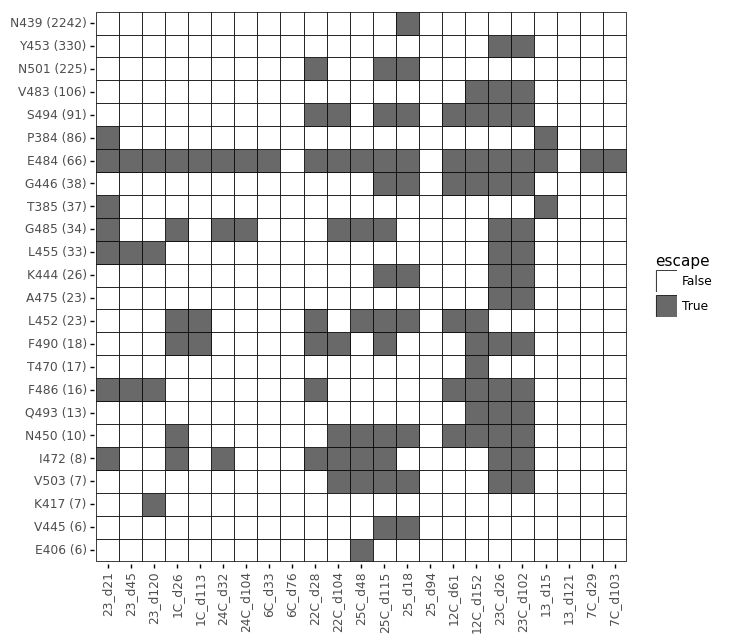 N439 (2242)
Y453 (330)
N501 (225)
V483 (106)
S494 (91)
P384 (86)
E484 (66)
G446 (38)
T385 (37)
G485 (34)
L455 (33)
K444 (26)
A475 (23)
L452 (23)
F490 (18)
T470 (17)
F486 (16)
Q493 (13)
N450 (10)
I472 (8)
V503 (7)
K417 (7)
V445 (6)
E406 (6)
23_d21
23_d45
23_d120
1C_d26
1C_d113
24C_d32
24C_d104
6C_d33
6C_d76
22C_d28
22C_d104
25C_d48
25C_d115
25_d18
25_d94
12C_d61
12C_d152
23C_d26
23C_d102
13_d15
13_d121
7C_d29
7C_d103
escape
False
True